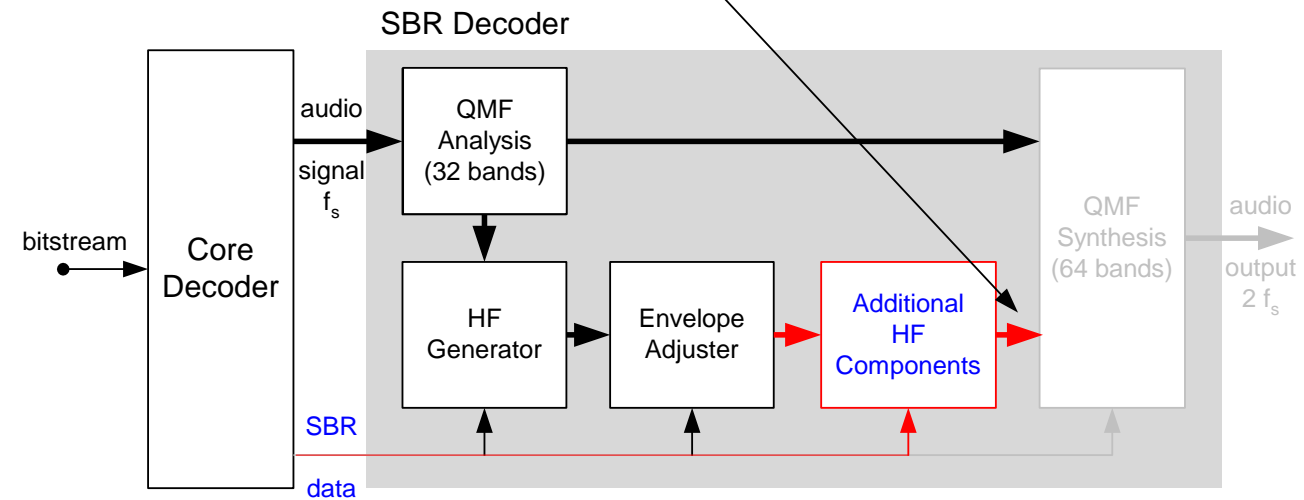 SBR Decoder
bitstream
Core
Decoder
audio
signal
fs
QMF
Analysis
(32 bands)
HF
Generator
Envelope
Adjuster
Additional
HF
Components
QMF
Synthesis
(64 bands)
audio
output
2 fs
SBR
data